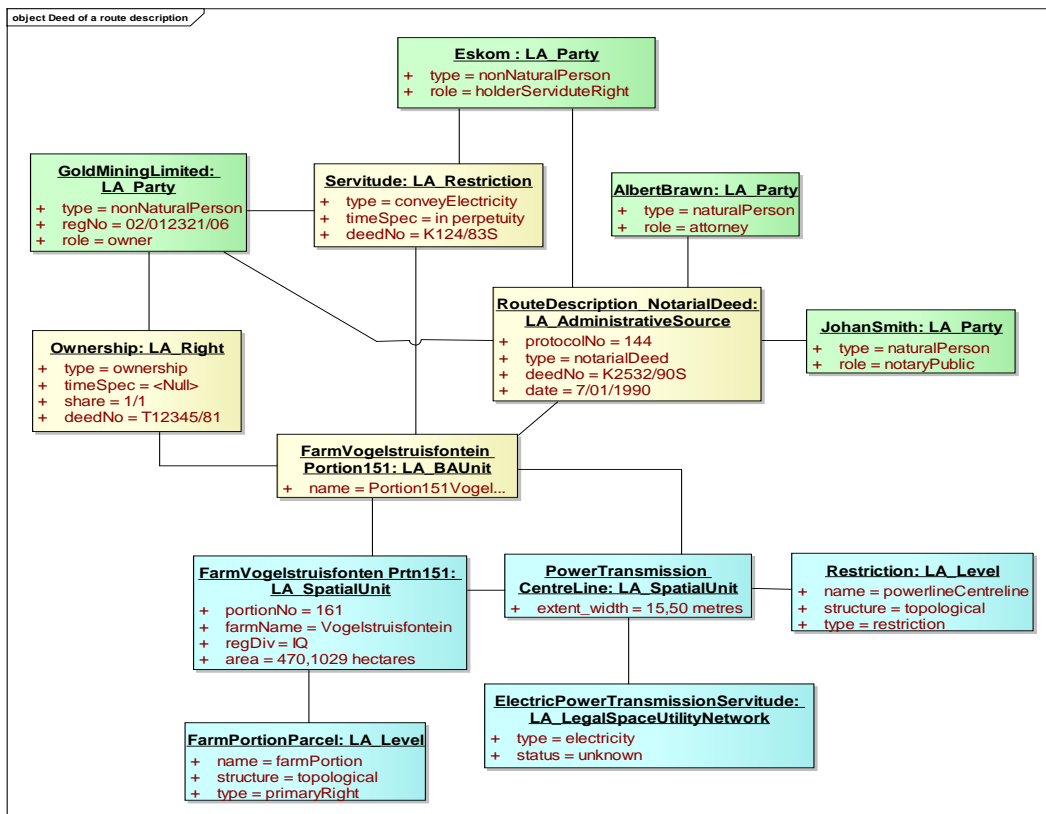 object Deed of a route description
Eskom : LA_Party
+ type = nonNaturalPerson
+ role = holderServiduteRight
GoldMiningLimited:
LA_Party
+ type = nonNaturalPerson
+ regNo = 02/012321/06
+ role = owner
Servitude: LA_Restriction
+ type = conveyElectricity
+ timeSpec = in perpetuity
+ deedNo = K124/83S
AlbertBrawn: LA_Party
+ type = naturalPerson
+ role = attorney
RouteDescription_NotarialDeed:
LA_AdministrativeSource
+ protocolNo = 144
+ type = notarialDeed
+ deedNo = K2532/90S
+ date = 7/01/1990
JohanSmith: LA_Party
+ type = naturalPerson
+ role = notaryPublic
Ownership: LA_Right
+ type = ownership
+ timeSpec = <Null>
+ share = 1/1
+ deedNo = T12345/81
FarmVogelstruisfontein
Portion151: LA_BAUnit
+ name = Portion151Vogel...
FarmVogelstruisfonten Prtn151:
LA_SpatialUnit
+ portionNo = 161
+ farmName = Vogelstruisfontein
+ regDiv = IQ
+ area = 470,1029 hectares
PowerTransmission
CentreLine: LA_SpatialUnit
+ extent_width = 15,50 metres
Restriction: LA_Level
+ name = powerlineCentreline
+ structure = topological
+ type = restriction
ElectricPowerTransmissionServitude:
LA_LegalSpaceUtilityNetwork
+ type = electricity
+ status = unknown
FarmPortionParcel: LA_Level
+ name = farmPortion
+ structure = topological
+ type = primaryRight